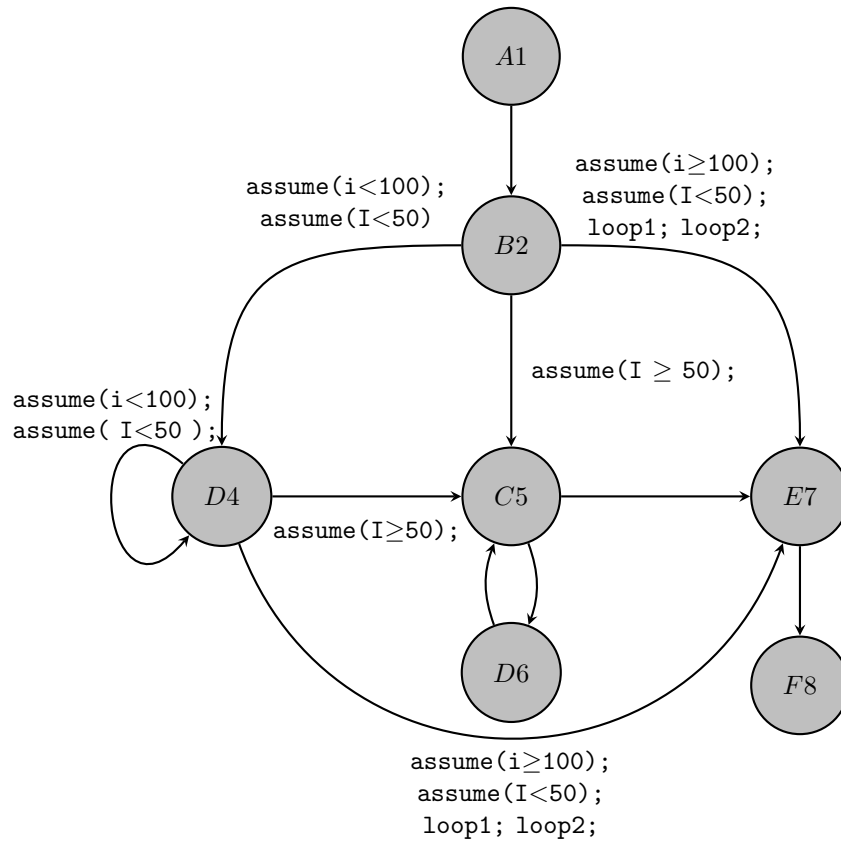 A1
assume(i<100);
assume(I<50)
assume(i≥100);
assume(I<50);
loop1; loop2;
B2
assume(I ≥ 50);
assume(i<100);
assume( I<50 );
D4
C5
E7
assume(I≥50);
D6
F8
assume(i≥100);
assume(I<50);
loop1; loop2;